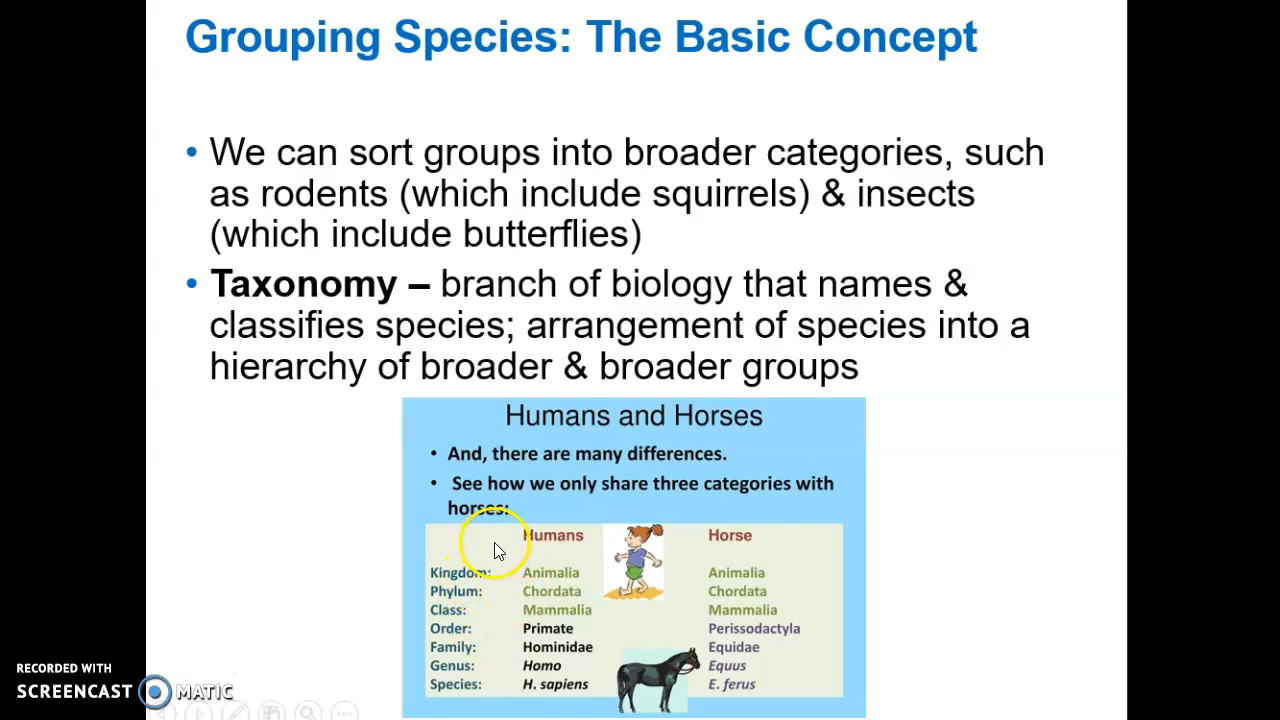 Grouping Species: The Basic Concept
• We can sort groups into broader categories, such
as rodents (which include squirrels) & insects
(which include butterflies)
• Taxonomy – branch of biology that names &
classifies species; arrangement of species into a
hierarchy of broader & broader groups
Humans and Horses
• And, there are many differences.
• See how we only share three categories with
horses:
Humans Horse
Kingdom: Animalia Animalia
Phylum: Chordata Chordata
Class: Mammalia Mammalia
Order: Primate Perissodactyla
Family: Hominidae Equidae
Genus: Homo Equus
Species: H. sapiens E. ferus
RECORDED WITH
SCREENCAST MATIC